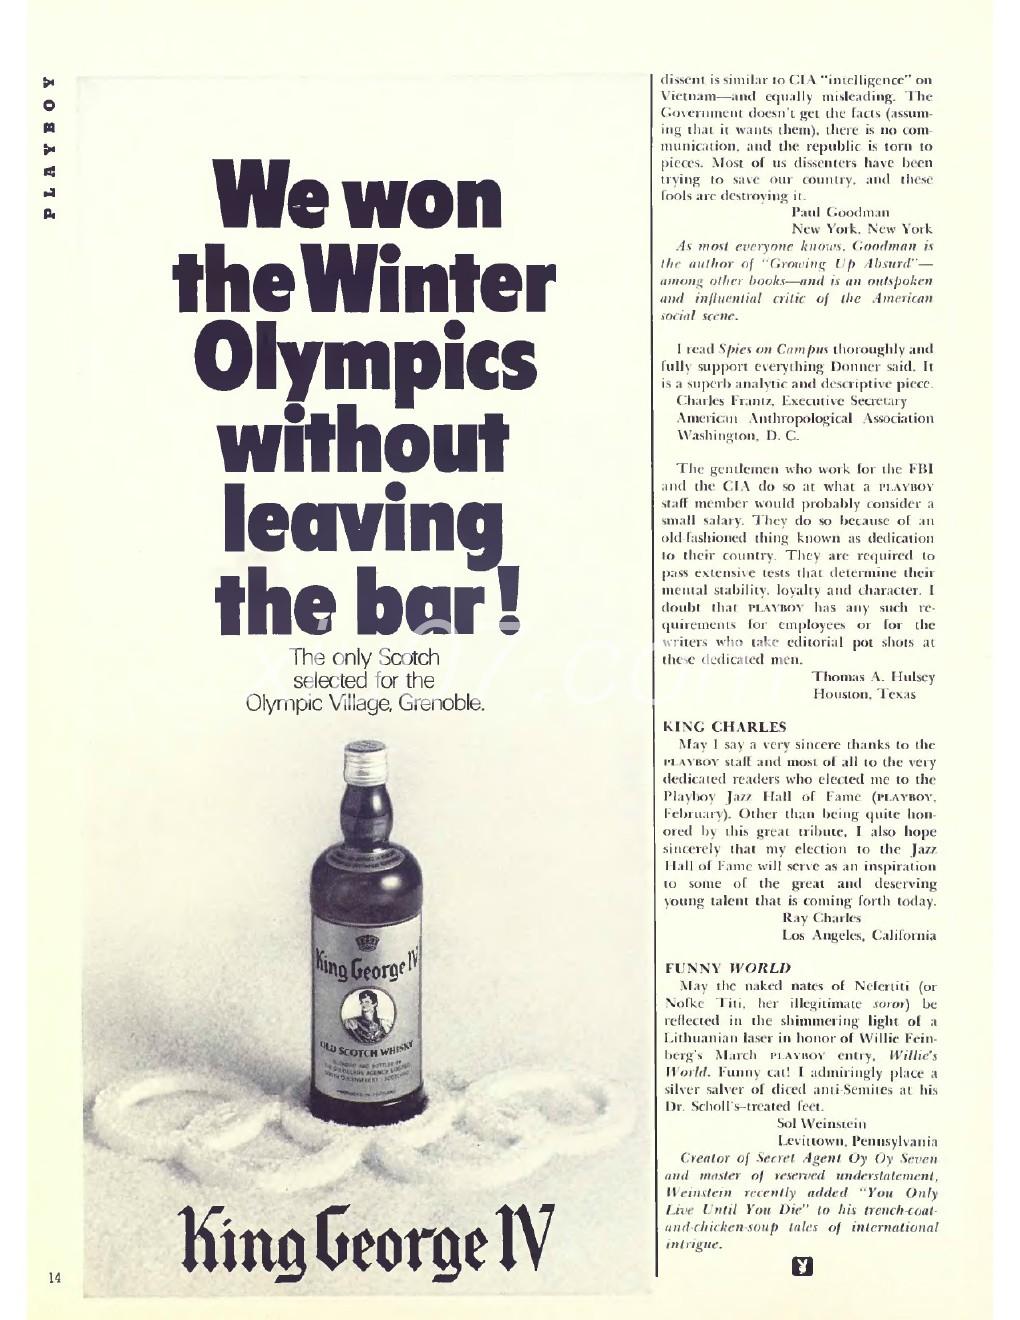 PLAYBOY
We won
the Winter
Olympics
without
leaving
the bar!
The only Scotch
selected for the
Olympic Village, Grenoble.
King George IV
OLD SCOTCH WHISKY
BLENDED AND BOTTLED BY
THE DISTILLERS AGENCY LIMITED
SOUTH QUEENSFERRY · SCOTLAND
King George IV
14
dissent is similar to CIA "intelligence" on
Vietnam—and equally misleading. The
Government doesn't get the facts (assum-
ing that it wants them), there is no com-
munication, and the republic is torn to
pieces. Most of us dissenters have been
trying to save our country, and these
fools are destroying it.
Paul Goodman
New York, New York
As most everyone knows, Goodman is
the author of "Growing Up Absurd"—
among other books—and is an outspoken
and influential critic of the American
social scene.
I read Spies on Campus thoroughly and
fully support everything Donner said. It
is a superb analytic and descriptive piece.
Charles Frantz, Executive Secretary
American Anthropological Association
Washington, D. C.
The gentlemen who work for the FBI
and the CIA do so at what a PLAYBOY
staff member would probably consider a
small salary. They do so because of an
old-fashioned thing known as dedication
to their country. They are required to
pass extensive tests that determine their
mental stability, loyalty and character. I
doubt that PLAYBOY has any such re-
quirements for employees or for the
writers who take editorial pot shots at
these dedicated men.
Thomas A. Hulsey
Houston, Texas
KING CHARLES
May I say a very sincere thanks to the
PLAYBOY staff and most of all to the very
dedicated readers who elected me to the
Playboy Jazz Hall of Fame (PLAYBOY,
February). Other than being quite hon-
ored by this great tribute, I also hope
sincerely that my election to the Jazz
Hall of Fame will serve as an inspiration
to some of the great and deserving
young talent that is coming forth today.
Ray Charles
Los Angeles, California
FUNNY WORLD
May the naked nates of Nefertiti (or
Nofke Titi, her illegitimate soror) be
reflected in the shimmering light of a
Lithuanian laser in honor of Willie Fein-
berg's March PLAYBOY entry, Willie's
World. Funny cat! I admiringly place a
silver salver of diced anti-Semites at his
Dr. Scholl's–treated feet.
Sol Weinstein
Levittown, Pennsylvania
Creator of Secret Agent Oy Oy Seven
and master of reserved understatement,
Weinstein recently added "You Only
Live Until You Die" to his trench-coat-
and-chicken-soup tales of international
intrigue.